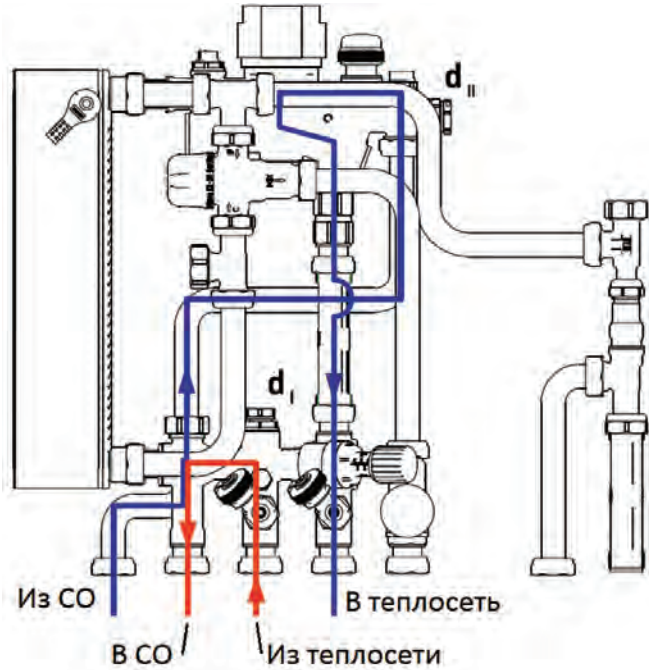 d II
d I
Из СО
В теплосеть
В СО
Из теплосети